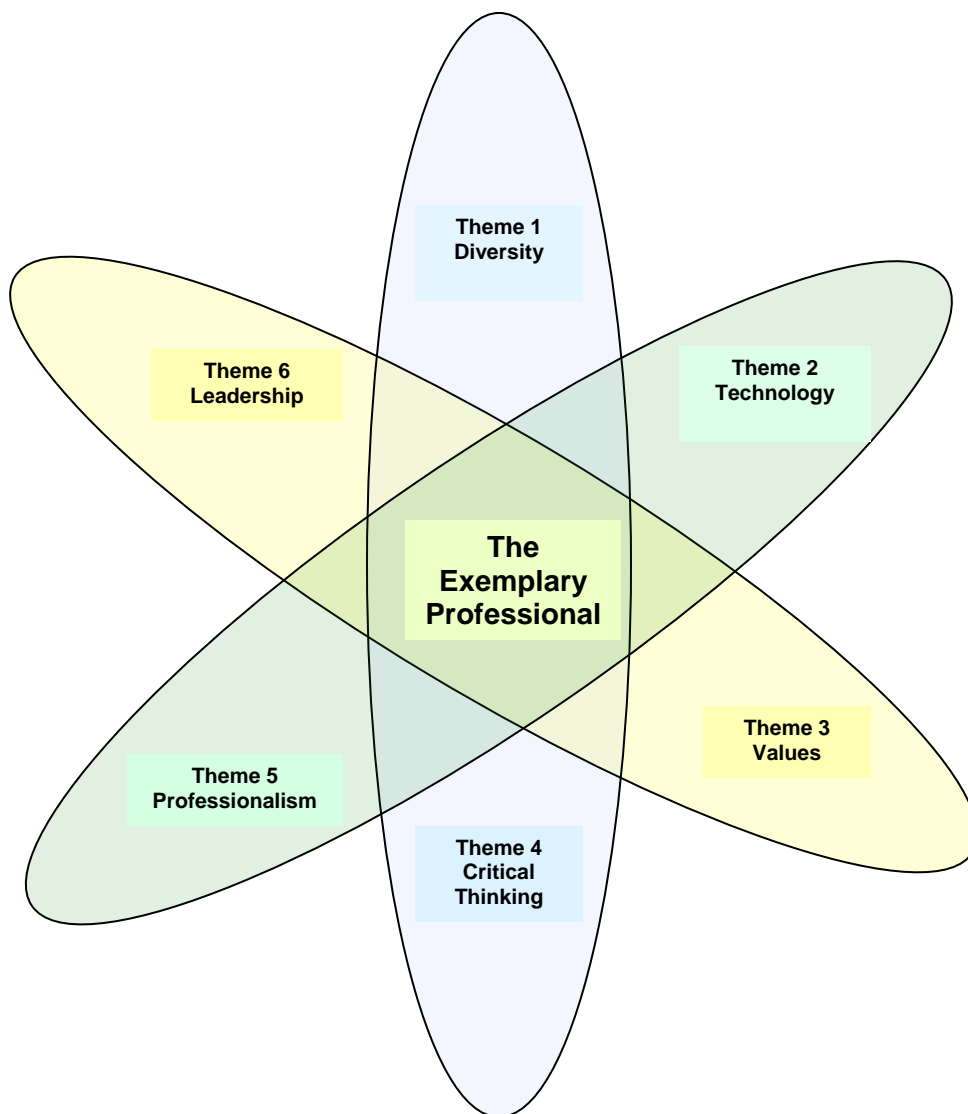 Theme 1
Diversity
Theme 2
Technology
Theme 6
Leadership
The
Exemplary
Professional
Theme 3
Values
Theme 5
Professionalism
Theme 4
Critical
Thinking